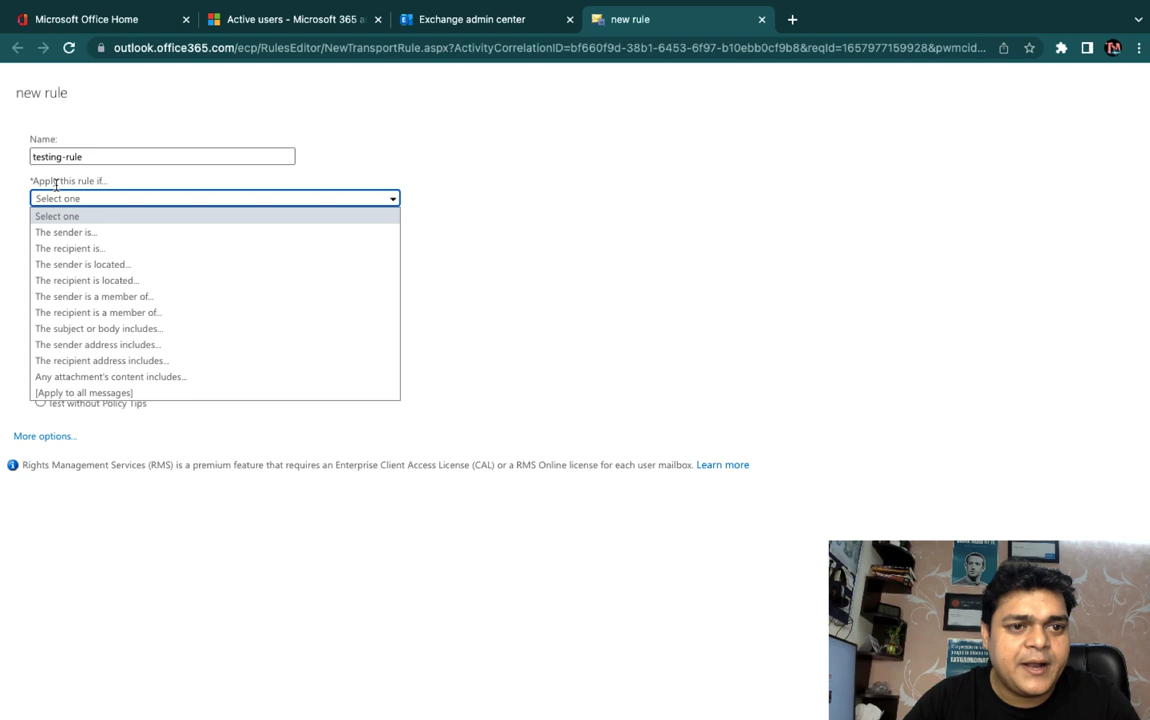 Microsoft Office Home
Active users - Microsoft 365 a
Exchange admin center
new rule
outlook.office365.com/ecp/RulesEditor/NewTransportRule.aspx?ActivityCorrelationID=bf660f9d-38b1-6453-6f97-b10ebb0cf9b8&reqId=1657977159928&pwmcid...
new rule
Name:
testing-rule
*Apply this rule if...
Select one
Select one
The sender is...
The recipient is...
The sender is located...
The recipient is located...
The sender is a member of...
The recipient is a member of...
The subject or body includes...
The sender address includes...
The recipient address includes...
Any attachment's content includes...
[Apply to all messages]
Test without Policy Tips
More options...
Rights Management Services (RMS) is a premium feature that requires an Enterprise Client Access License (CAL) or a RMS Online license for each user mailbox. Learn more